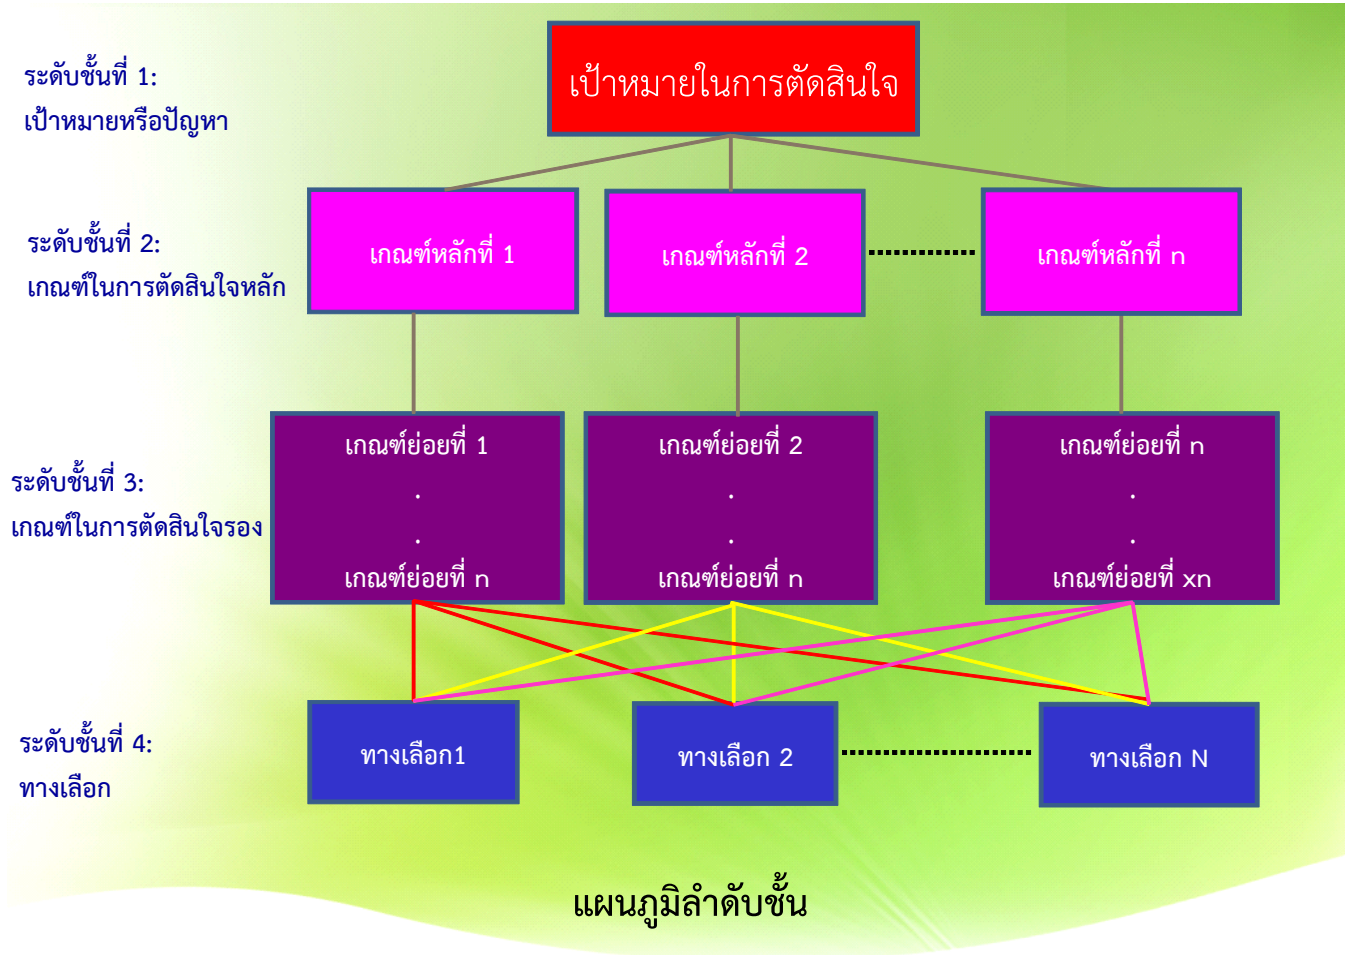 เป้าหมายในการตัดสินใจ
ระดับชั้นที่ 1:
เป้าหมายหรือปัญหา
เกณฑ์หลักที่ 1
เกณฑ์หลักที่ 2
เกณฑ์หลักที่ n
ระดับชั้นที่ 2:
เกณฑ์ในการตัดสินใจหลัก
เกณฑ์ย่อยที่ 1
.
.
เกณฑ์ย่อยที่ n
เกณฑ์ย่อยที่ 2
.
.
เกณฑ์ย่อยที่ n
เกณฑ์ย่อยที่ n
.
.
เกณฑ์ย่อยที่ xn
ระดับชั้นที่ 3:
เกณฑ์ในการตัดสินใจรอง
ระดับชั้นที่ 4:
ทางเลือก
ทางเลือก1
ทางเลือก 2
ทางเลือก N
แผนภูมิลำดับชั้น